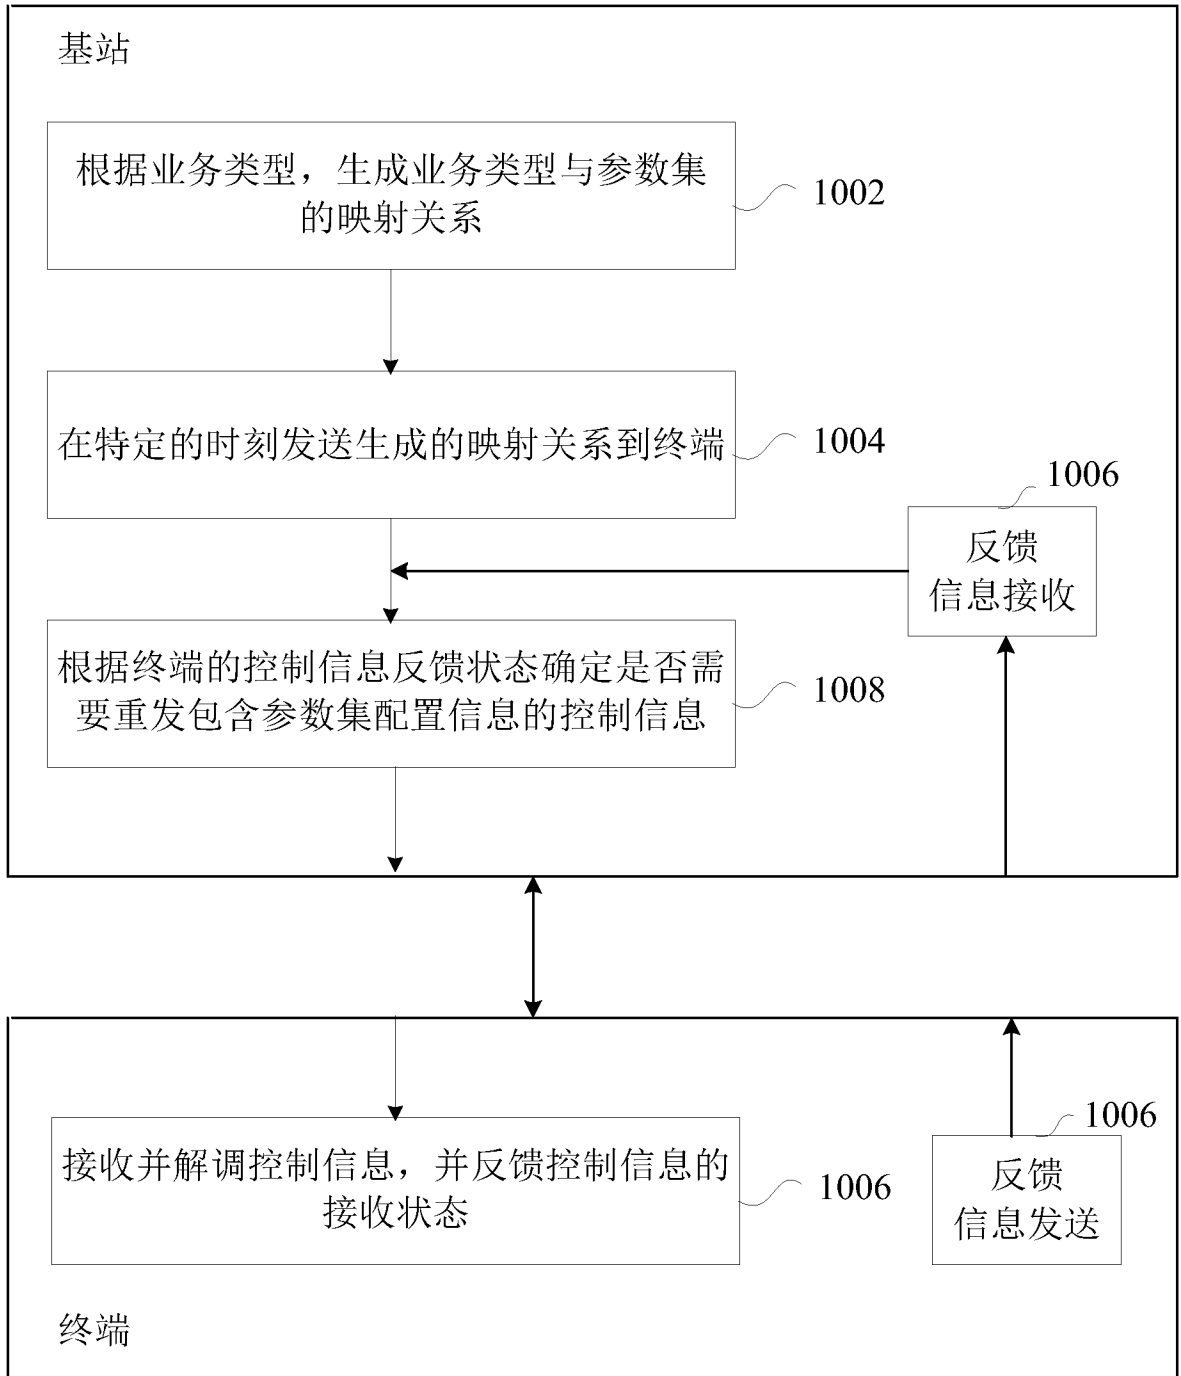 基站
根据业务类型，生成业务类型与参数集
的映射关系
1002
在特定的时刻发送生成的映射关系到终端
1004
1006
反馈
信息接收
根据终端的控制信息反馈状态确定是否需
要重发包含参数集配置信息的控制信息
1008
接收并解调控制信息，并反馈控制信息的
接收状态
1006
1006
反馈
信息发送
终端